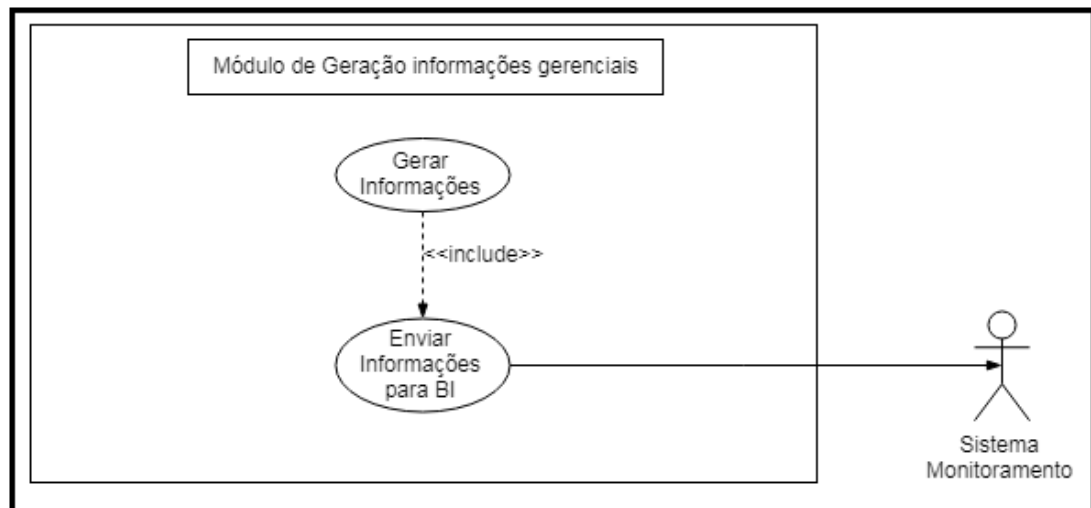 Módulo de Geração informações gerenciais
Gerar
Informações
<<include>>
Enviar
Informações
para BI
Sistema
Monitoramento